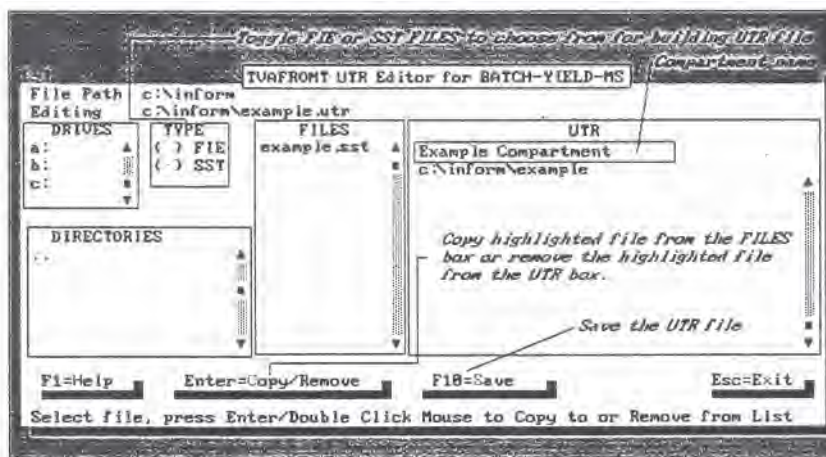 Toggle FIE or SST FILES to choose from for building UTR file
Compartment name
TVAFROMT UTR Editor for BATCH-YIELD-MS
File Path c:\inform
Editing c:\inform\example.utr
DRIVES
a:
b:
c:
TYPE
( ) FIE
(·) SST
FILES
example.sst
UTR
Example Compartment
c:\inform\example
DIRECTORIES
..
Copy highlighted file from the FILES
box or remove the highlighted file
from the UTR box.
Save the UTR file
F1=Help Enter=Copy/Remove F10=Save Esc=Exit
Select file, press Enter/Double Click Mouse to Copy to or Remove from List